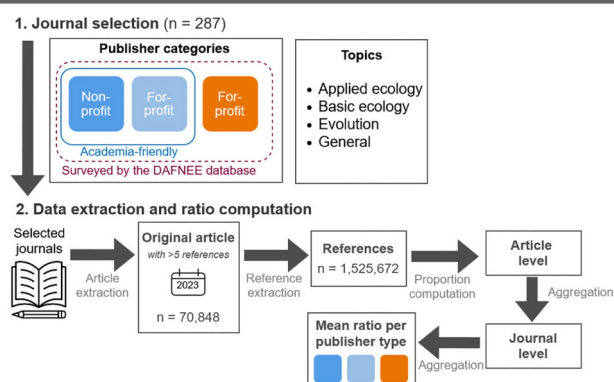 1. Journal selection (n = 287)
Publisher categories
Non-
profit
For-
profit
For-
profit
Academia-friendly
Surveyed by the DAFNEE database
Topics
• Applied ecology
• Basic ecology
• Evolution
• General
2. Data extraction and ratio computation
Selected
journals
Article
extraction
Original article
with >5 references
2023
n = 70,848
Reference
extraction
References
n = 1,525,672
Proportion
computation
Article
level
Aggregation
Journal
level
Aggregation
Mean ratio per
publisher type